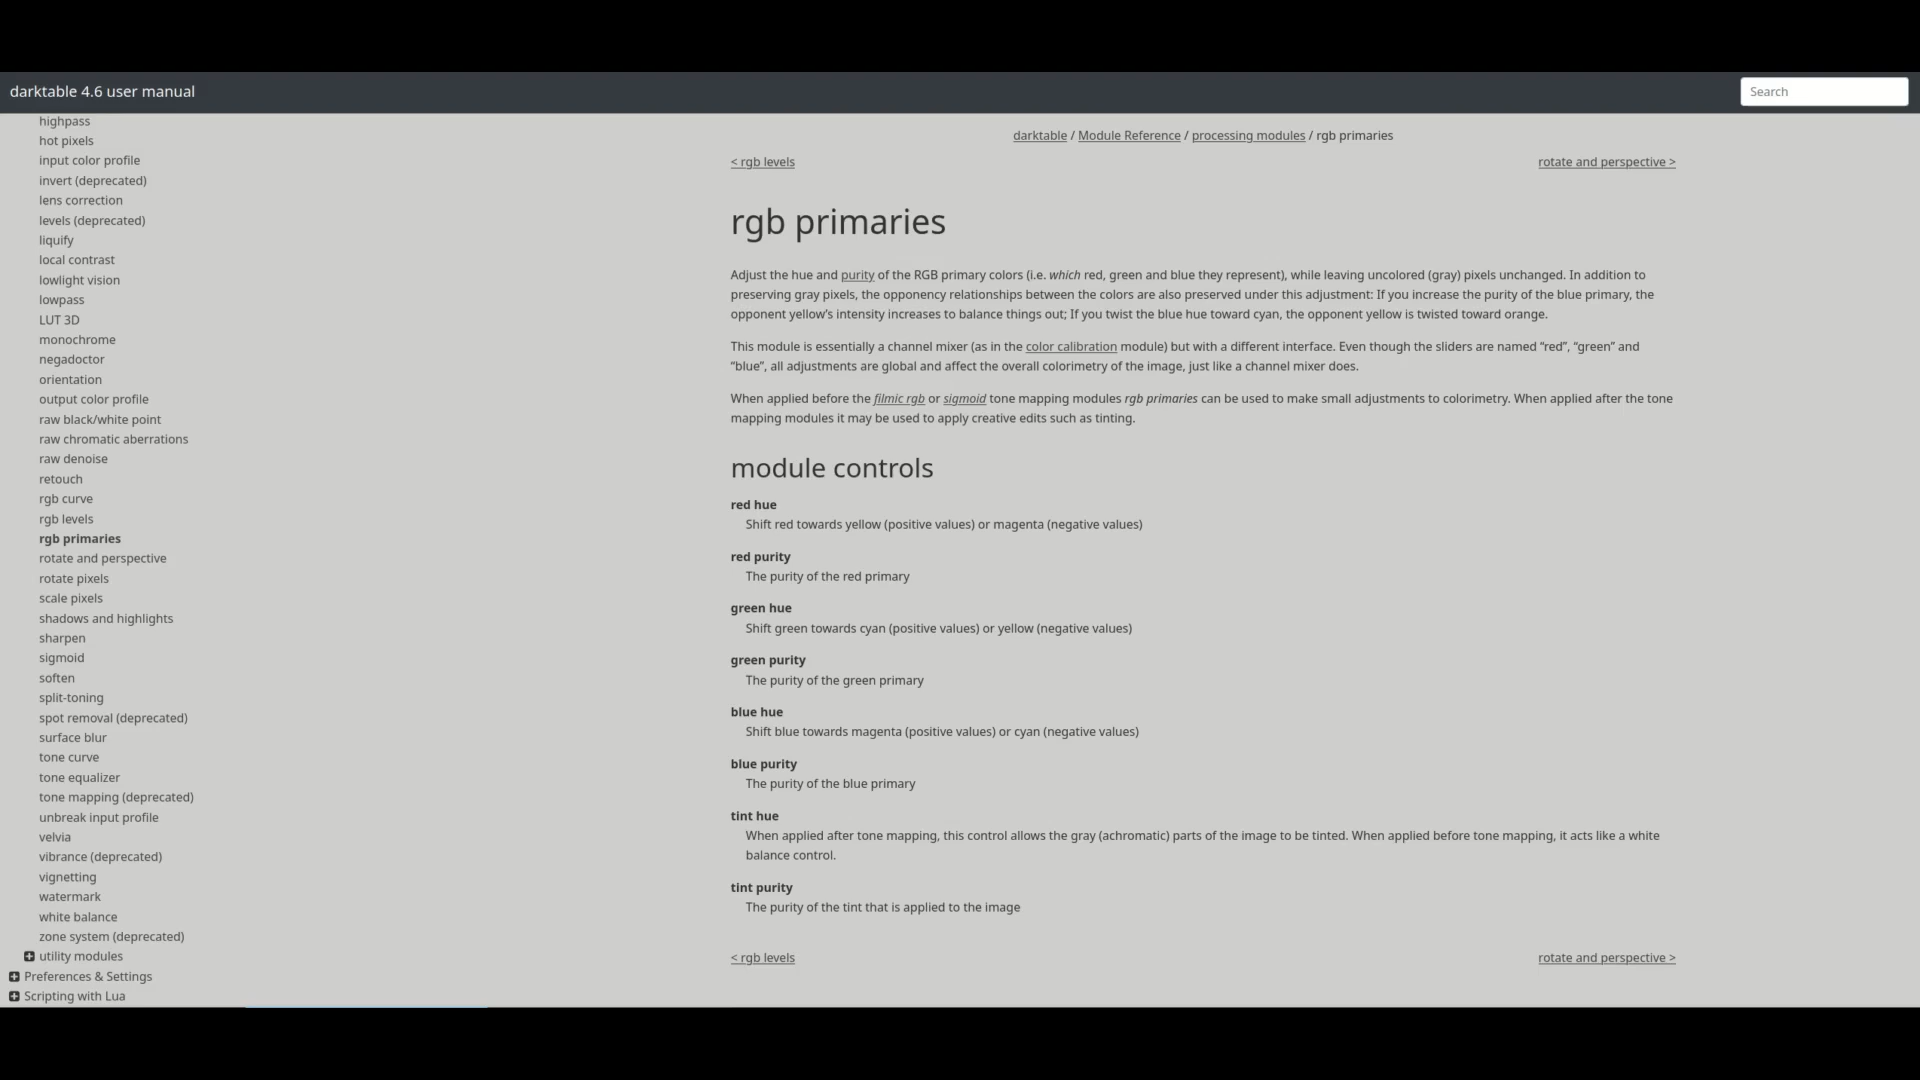 darktable 4.6 user manual
Search
highpass
hot pixels
input color profile
invert (deprecated)
lens correction
levels (deprecated)
liquify
local contrast
lowlight vision
lowpass
LUT 3D
monochrome
negadoctor
orientation
output color profile
raw black/white point
raw chromatic aberrations
raw denoise
retouch
rgb curve
rgb levels
rgb primaries
rotate and perspective
rotate pixels
scale pixels
shadows and highlights
sharpen
sigmoid
soften
split-toning
spot removal (deprecated)
surface blur
tone curve
tone equalizer
tone mapping (deprecated)
unbreak input profile
velvia
vibrance (deprecated)
vignetting
watermark
white balance
zone system (deprecated)
utility modules
Preferences & Settings
Scripting with Lua
darktable / Module Reference / processing modules / rgb primaries
< rgb levels
rotate and perspective >
rgb primaries
Adjust the hue and purity of the RGB primary colors (i.e. which red, green and blue they represent), while leaving uncolored (gray) pixels unchanged. In addition to
preserving gray pixels, the opponency relationships between the colors are also preserved under this adjustment: If you increase the purity of the blue primary, the
opponent yellow’s intensity increases to balance things out; If you twist the blue hue toward cyan, the opponent yellow is twisted toward orange.
This module is essentially a channel mixer (as in the color calibration module) but with a different interface. Even though the sliders are named “red”, “green” and
“blue”, all adjustments are global and affect the overall colorimetry of the image, just like a channel mixer does.
When applied before the filmic rgb or sigmoid tone mapping modules rgb primaries can be used to make small adjustments to colorimetry. When applied after the tone
mapping modules it may be used to apply creative edits such as tinting.
module controls
red hue
Shift red towards yellow (positive values) or magenta (negative values)
red purity
The purity of the red primary
green hue
Shift green towards cyan (positive values) or yellow (negative values)
green purity
The purity of the green primary
blue hue
Shift blue towards magenta (positive values) or cyan (negative values)
blue purity
The purity of the blue primary
tint hue
When applied after tone mapping, this control allows the gray (achromatic) parts of the image to be tinted. When applied before tone mapping, it acts like a white
balance control.
tint purity
The purity of the tint that is applied to the image
< rgb levels
rotate and perspective >